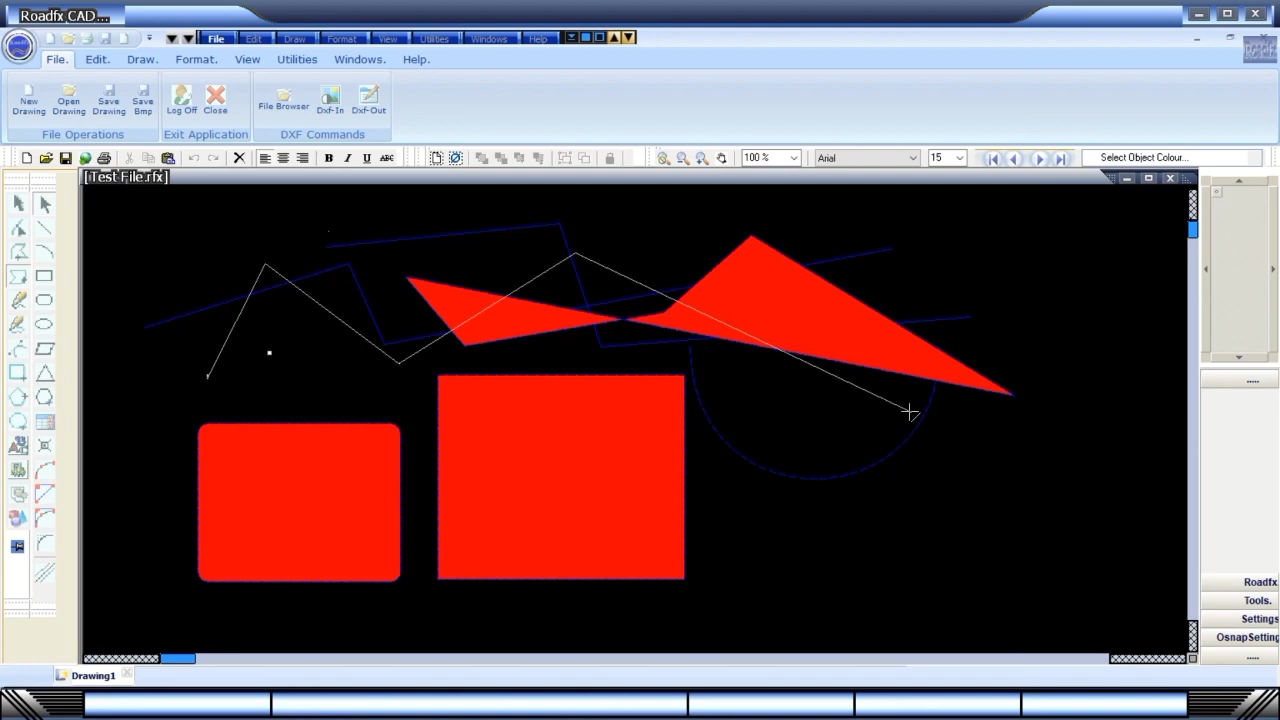 Roadfx CAD...
File Edit Draw Format View Utilities Windows Help
File. Edit. Draw. Format. View Utilities Windows. Help.
New Drawing Open Drawing Save Drawing Save Bmp Log Off Close File Browser Dxf-In Dxf-Out
File Operations Exit Application DXF Commands
B I U ABC 100 % Arial 15 Select Object Colour...
[Test File.rfx]
.....
Roadfx
Tools.
Settings
OsnapSetting
.....
Drawing1